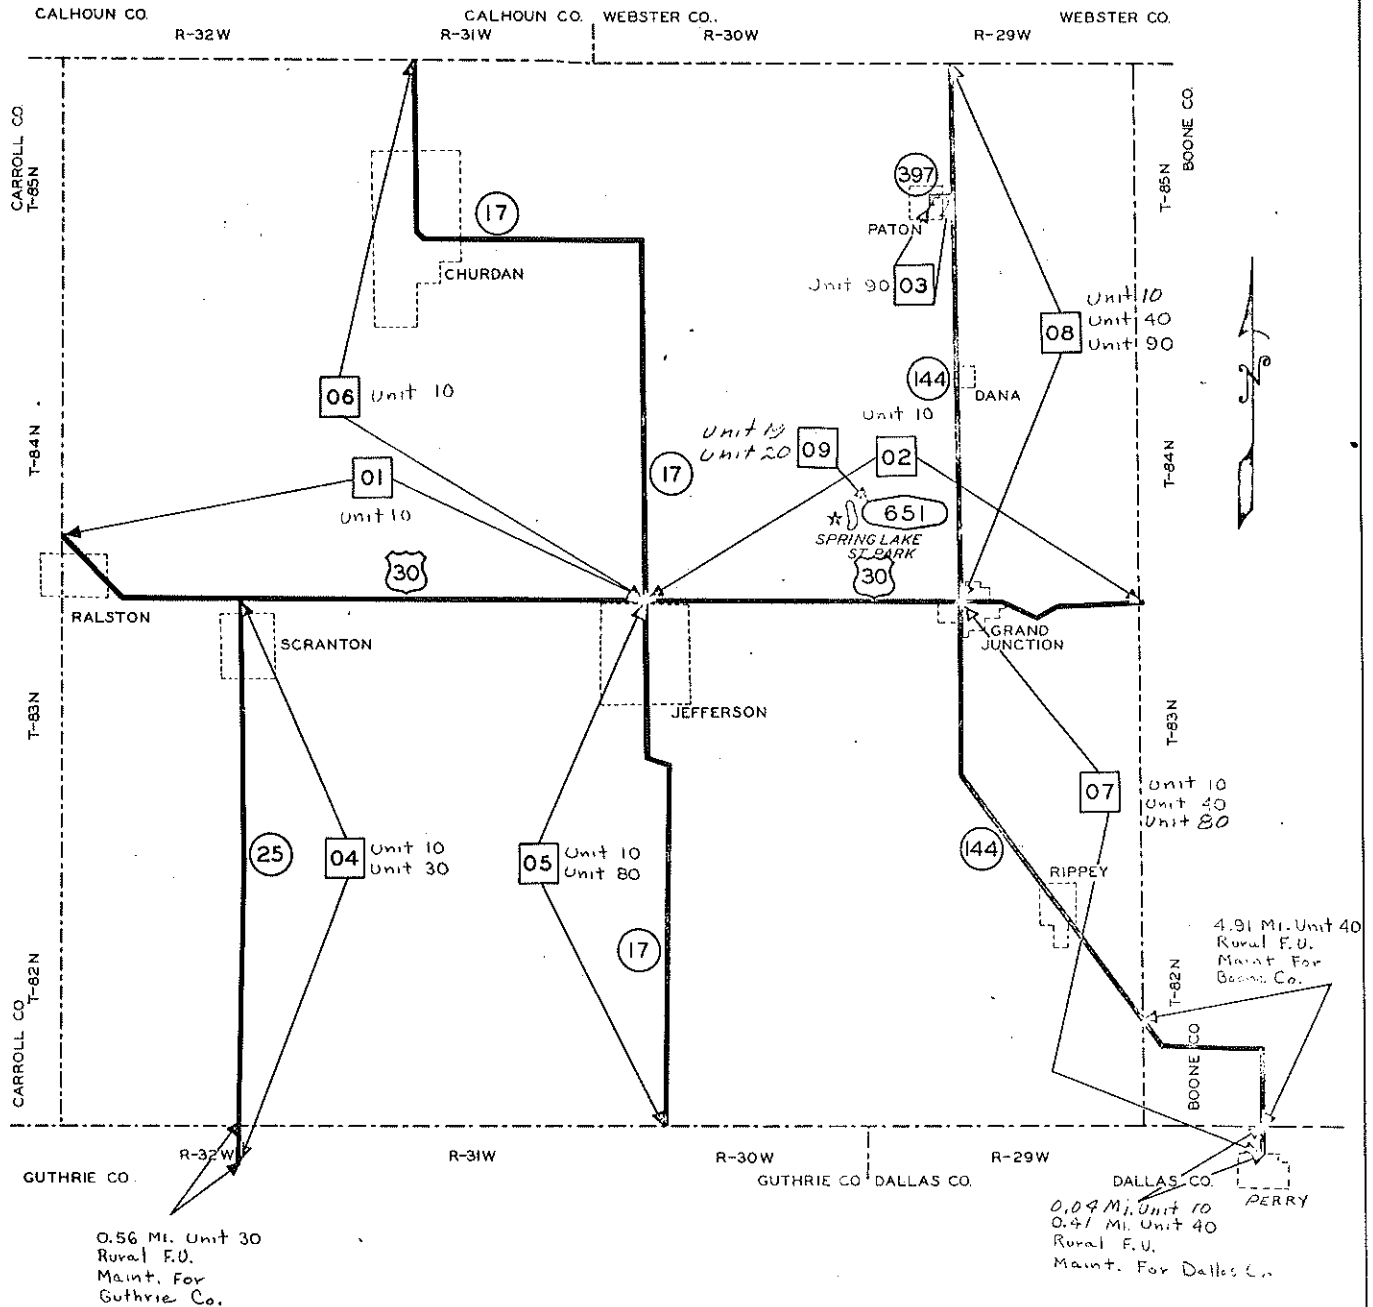 CALHOUN CO.
CALHOUN CO. WEBSTER CO..
WEBSTER CO.
R-32W
R-31W
R-30W
R-29W
CARROLL CO.
T-85N
BOONE CO.
T-85N
397
PATON
17
CHURDAN
Unit 90
03
Unit 10
Unit 40
Unit 90
08
N
144
DANA
06
Unit 10
Unit 10
Unit 20
09
Unit 10
02
T-84N
T-84N
01
Unit 10
17
651
SPRING LAKE
ST. PARK
30
30
RALSTON
SCRANTON
GRAND
JUNCTION
JEFFERSON
T-83N
T-83N
07
Unit 10
Unit 40
Unit 80
25
04
Unit 10
Unit 30
05
Unit 10
Unit 80
144
RIPPEY
17
4.91 Mi. Unit 40
Rural F.U.
Maint For
Boone Co.
T-82N
T-82N
CARROLL CO
BOONE CO
R-32W
R-31W
R-30W
R-29W
GUTHRIE CO.
GUTHRIE CO
DALLAS CO.
DALLAS CO.
PERRY
0.56 Mi. Unit 30
Rural F.U.
Maint. For
Guthrie Co.
0.04 Mi. Unit 10
0.41 Mi. Unit 40
Rural F.U.
Maint. For Dallas Co.